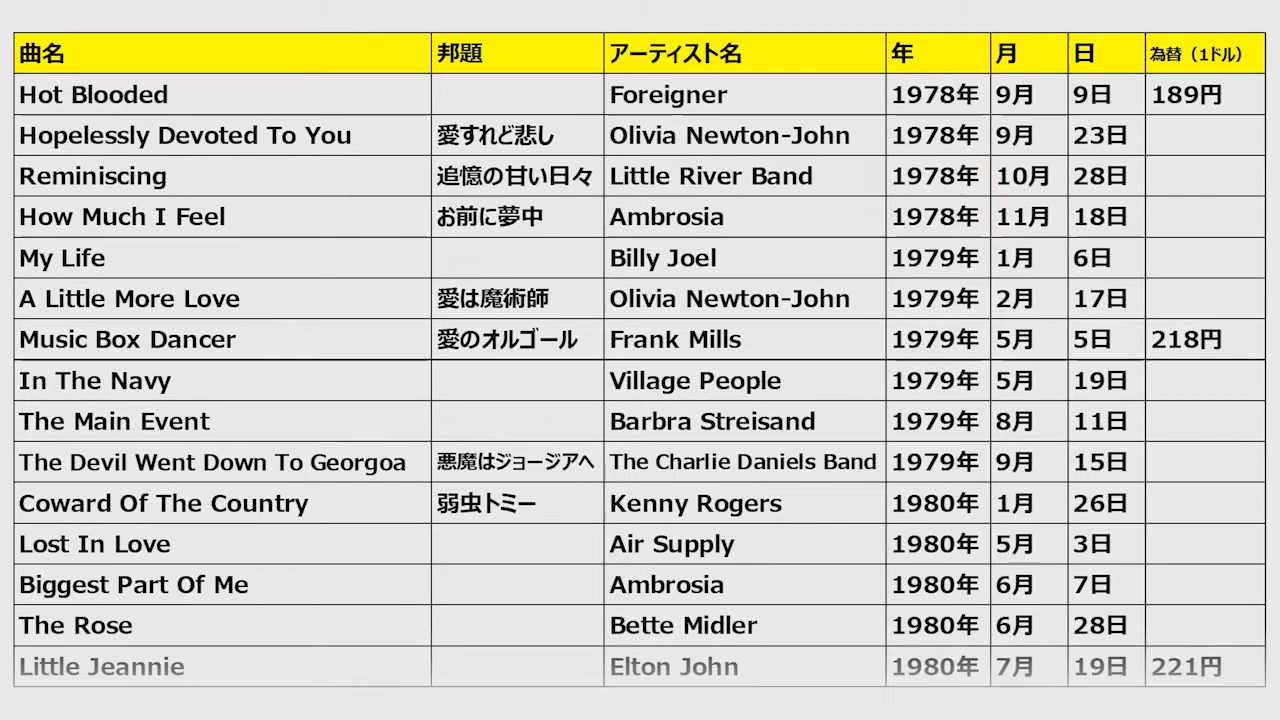 曲名 邦題 アーティスト名 年 月 日 為替（1ドル）
Hot Blooded Foreigner 1978年 9月 9日 189円
Hopelessly Devoted To You 愛すれど悲し Olivia Newton-John 1978年 9月 23日
Reminiscing 追憶の甘い日々 Little River Band 1978年 10月 28日
How Much I Feel お前に夢中 Ambrosia 1978年 11月 18日
My Life Billy Joel 1979年 1月 6日
A Little More Love 愛は魔術師 Olivia Newton-John 1979年 2月 17日
Music Box Dancer 愛のオルゴール Frank Mills 1979年 5月 5日 218円
In The Navy Village People 1979年 5月 19日
The Main Event Barbra Streisand 1979年 8月 11日
The Devil Went Down To Georgoa 悪魔はジョージアへ The Charlie Daniels Band 1979年 9月 15日
Coward Of The Country 弱虫トミー Kenny Rogers 1980年 1月 26日
Lost In Love Air Supply 1980年 5月 3日
Biggest Part Of Me Ambrosia 1980年 6月 7日
The Rose Bette Midler 1980年 6月 28日
Little Jeannie Elton John 1980年 7月 19日 221円